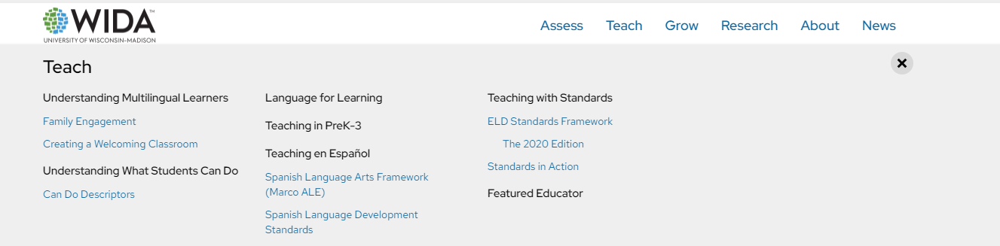 WIDA™
UNIVERSITY OF WISCONSIN–MADISON
Assess Teach Grow Research About News
Teach
Understanding Multilingual Learners
Family Engagement
Creating a Welcoming Classroom
Understanding What Students Can Do
Can Do Descriptors
Language for Learning
Teaching in PreK-3
Teaching en Español
Spanish Language Arts Framework
(Marco ALE)
Spanish Language Development
Standards
Teaching with Standards
ELD Standards Framework
The 2020 Edition
Standards in Action
Featured Educator